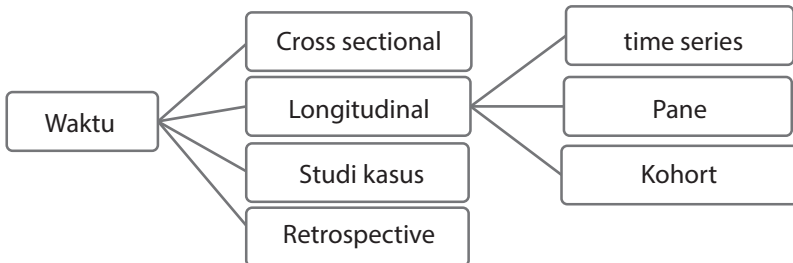 Waktu
Cross sectional
Longitudinal
Studi kasus
Retrospective
time series
Pane
Kohort